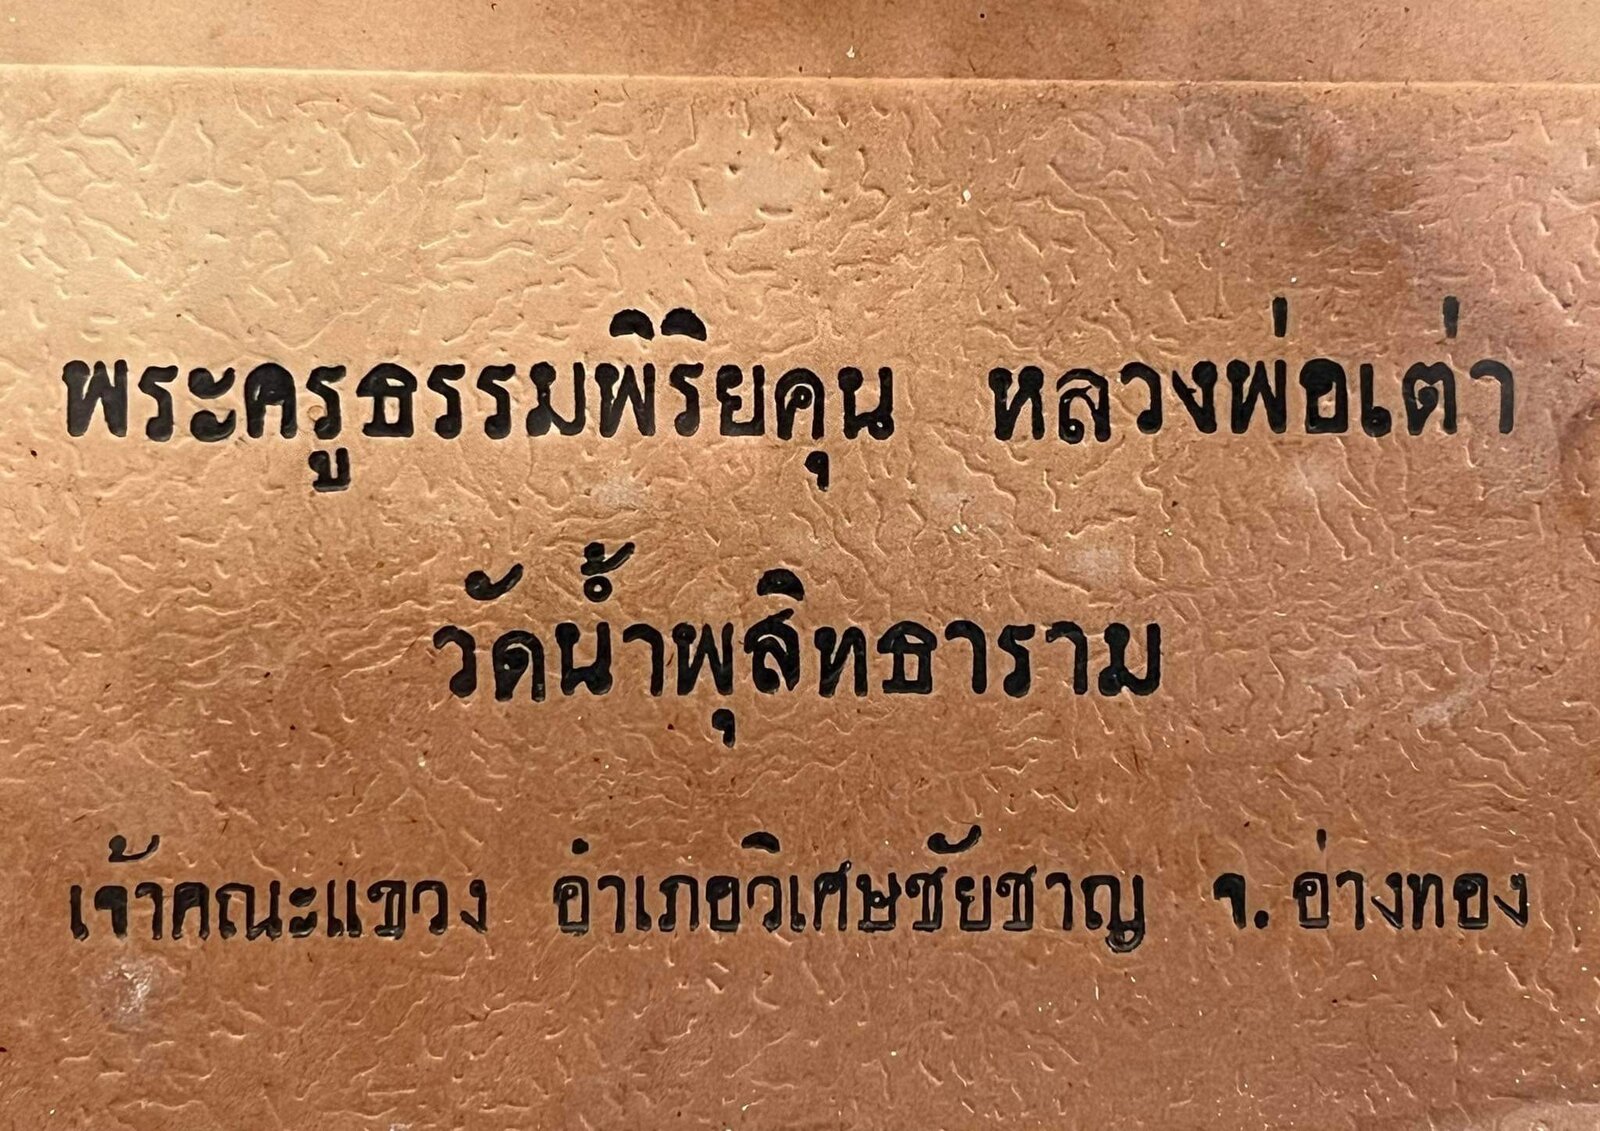 พระครูธรรมพิริยคุน หลวงพ่อเต่า
วัดน้ำพุสิทธาราม
เจ้าคณะแขวง อำเภอวิเศษชัยชาญ จ. อ่างทอง